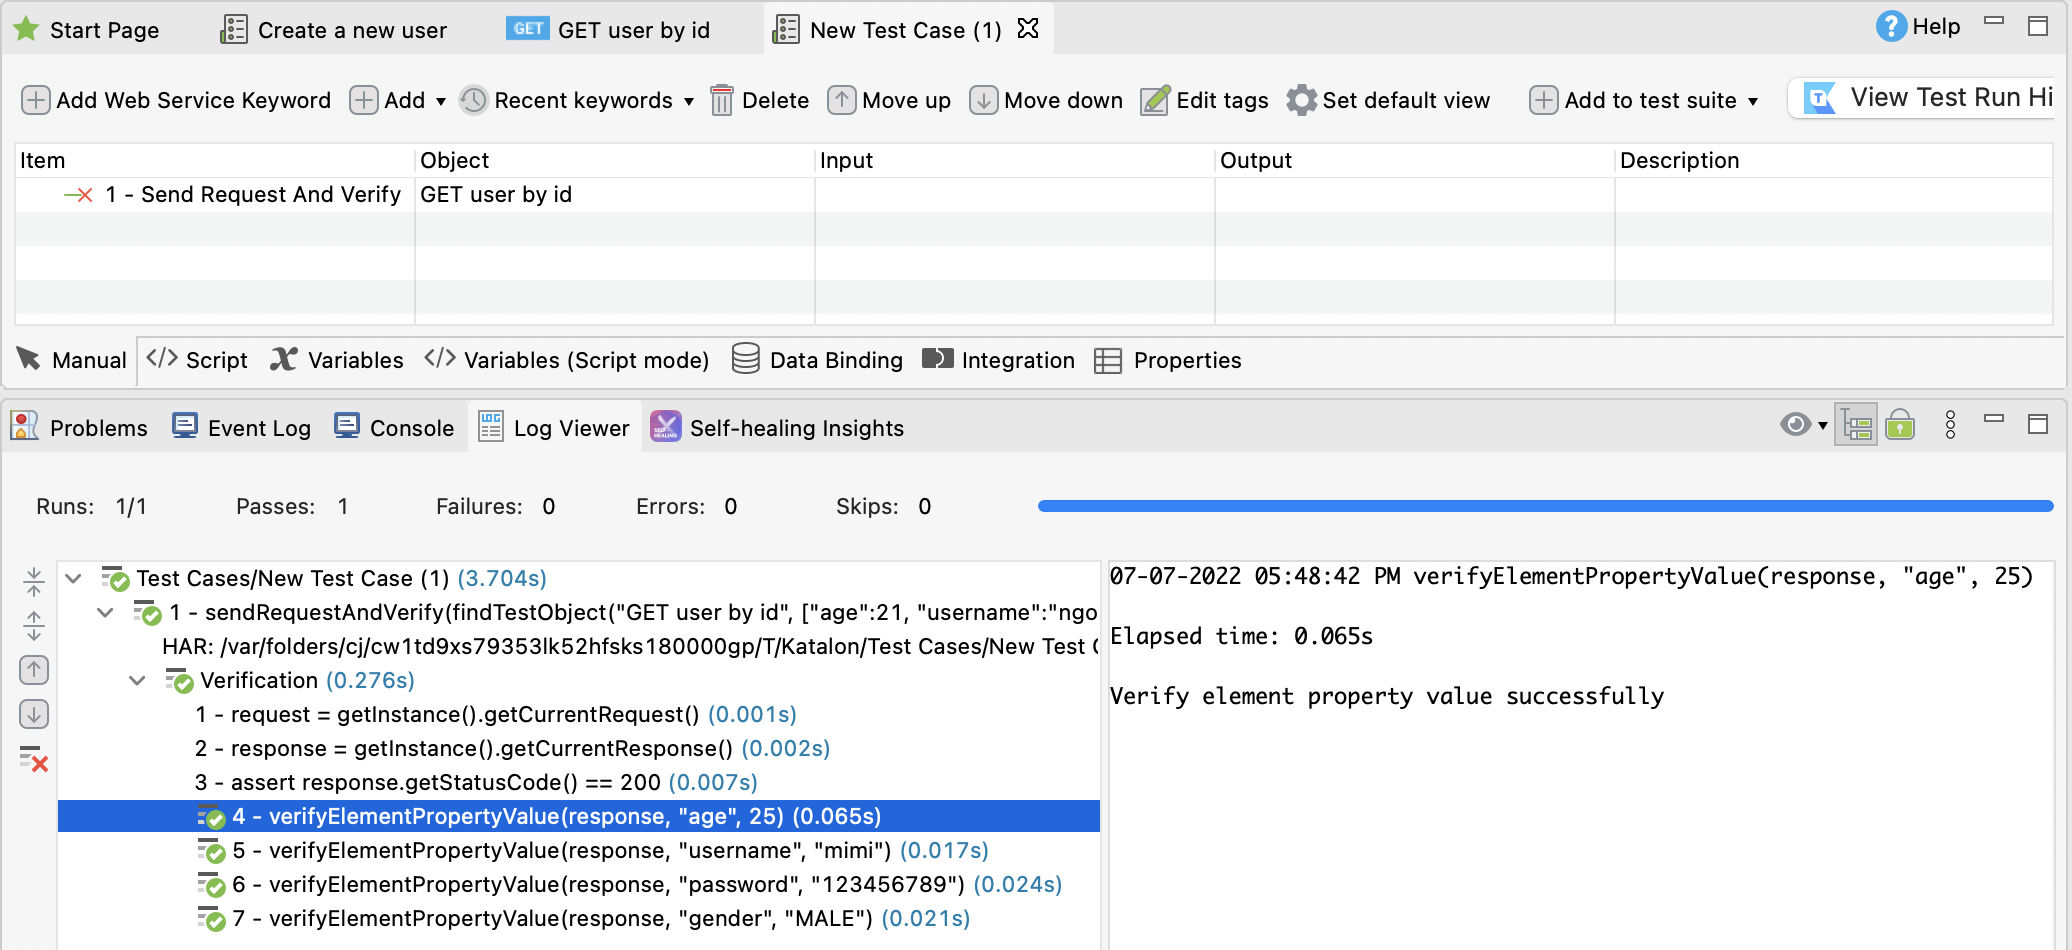 Start Page Create a new user GET GET user by id New Test Case (1) ? Help
Add Web Service Keyword Add Recent keywords Delete Move up Move down Edit tags Set default view Add to test suite View Test Run Hi
Item Object Input Output Description
1 - Send Request And Verify GET user by id
Manual </> Script x Variables </> Variables (Script mode) Data Binding Integration Properties
Problems Event Log Console LOG Log Viewer SELF-HEALING Self-healing Insights
Runs: 1/1 Passes: 1 Failures: 0 Errors: 0 Skips: 0
Test Cases/New Test Case (1) (3.704s)
1 - sendRequestAndVerify(findTestObject("GET user by id", ["age":21, "username":"ngo
HAR: /var/folders/cj/cw1td9xs79353lk52hfsks180000gp/T/Katalon/Test Cases/New Test (
Verification (0.276s)
1 - request = getInstance().getCurrentRequest() (0.001s)
2 - response = getInstance().getCurrentResponse() (0.002s)
3 - assert response.getStatusCode() == 200 (0.007s)
4 - verifyElementPropertyValue(response, "age", 25) (0.065s)
5 - verifyElementPropertyValue(response, "username", "mimi") (0.017s)
6 - verifyElementPropertyValue(response, "password", "123456789") (0.024s)
7 - verifyElementPropertyValue(response, "gender", "MALE") (0.021s)
07-07-2022 05:48:42 PM verifyElementPropertyValue(response, "age", 25)
Elapsed time: 0.065s
Verify element property value successfully